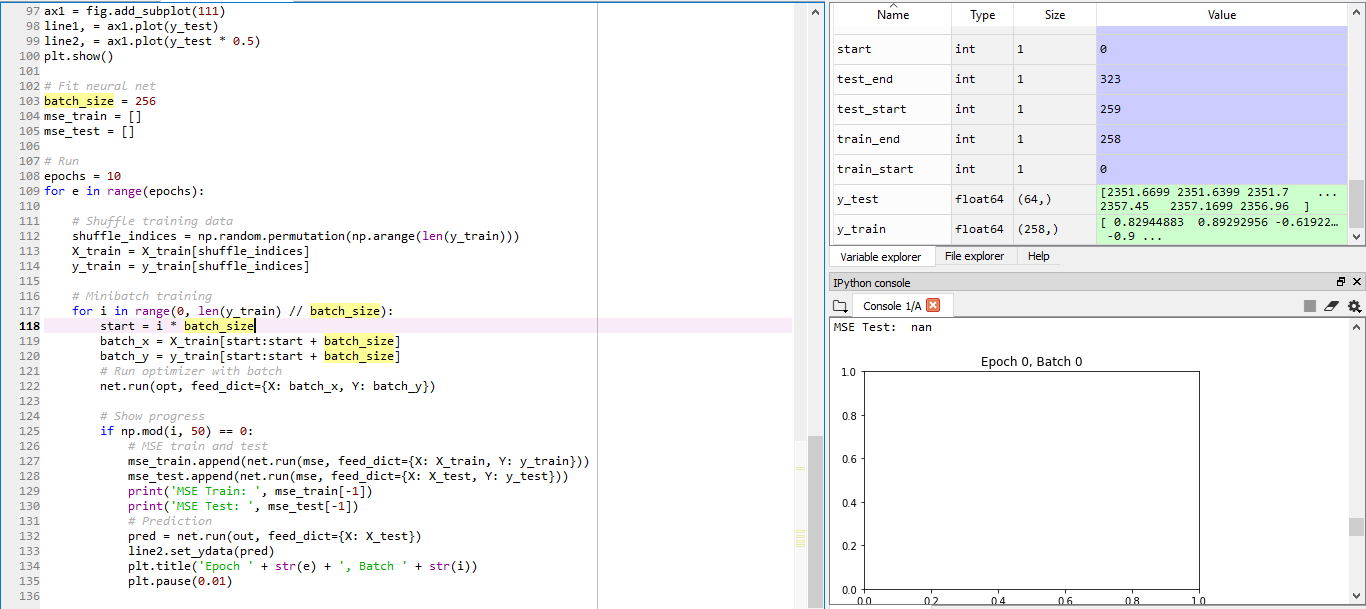 97 ax1 = fig.add_subplot(111)
98 line1, = ax1.plot(y_test)
99 line2, = ax1.plot(y_test * 0.5)
100 plt.show()
101
102 # Fit neural net
103 batch_size = 256
104 mse_train = []
105 mse_test = []
106
107 # Run
108 epochs = 10
109 for e in range(epochs):
110
111     # Shuffle training data
112     shuffle_indices = np.random.permutation(np.arange(len(y_train)))
113     X_train = X_train[shuffle_indices]
114     y_train = y_train[shuffle_indices]
115
116     # Minibatch training
117     for i in range(0, len(y_train) // batch_size):
118         start = i * batch_size
119         batch_x = X_train[start:start + batch_size]
120         batch_y = y_train[start:start + batch_size]
121         # Run optimizer with batch
122         net.run(opt, feed_dict={X: batch_x, Y: batch_y})
123
124         # Show progress
125         if np.mod(i, 50) == 0:
126             # MSE train and test
127             mse_train.append(net.run(mse, feed_dict={X: X_train, Y: y_train}))
128             mse_test.append(net.run(mse, feed_dict={X: X_test, Y: y_test}))
129             print('MSE Train: ', mse_train[-1])
130             print('MSE Test: ', mse_test[-1])
131             # Prediction
132             pred = net.run(out, feed_dict={X: X_test})
133             line2.set_ydata(pred)
134             plt.title('Epoch ' + str(e) + ', Batch ' + str(i))
135             plt.pause(0.01)
136
Name Type Size Value
start int 1 0
test_end int 1 323
test_start int 1 259
train_end int 1 258
train_start int 1 0
y_test float64 (64,) [2351.6699 2351.6399 2351.7 ...
2357.45 2357.1699 2356.96 ]
y_train float64 (258,) [ 0.82944883 0.89292956 -0.61922…
-0.9 ...
Variable explorer File explorer Help
IPython console
Console 1/A
MSE Test:  nan
Epoch 0, Batch 0
1.0
0.8
0.6
0.4
0.2
0.0
0.0 0.2 0.4 0.6 0.8 1.0